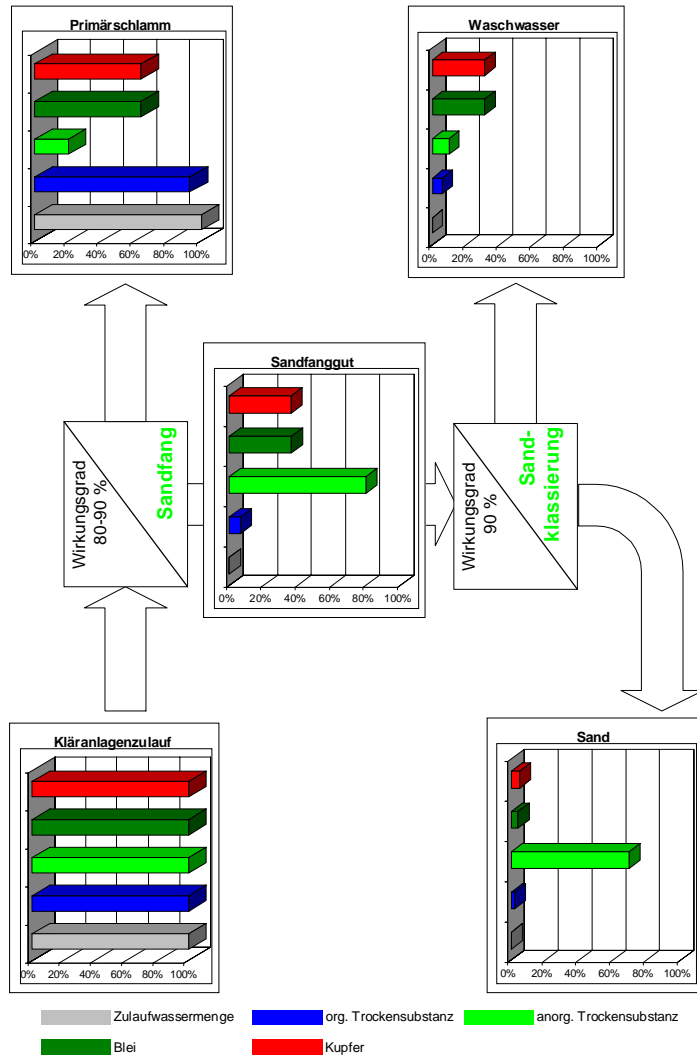 Primärschlamm
0% 20% 40% 60% 80% 100%
Waschwasser
0% 20% 40% 60% 80% 100%
Sandfanggut
0% 20% 40% 60% 80% 100%
Wirkungsgrad
80-90 %
Sandfang
Wirkungsgrad
90 %
Sand-
klassierung
Kläranlagenzulauf
0% 20% 40% 60% 80% 100%
Sand
0% 20% 40% 60% 80% 100%
Zulaufwassermenge
org. Trockensubstanz
anorg. Trockensubstanz
Blei
Kupfer